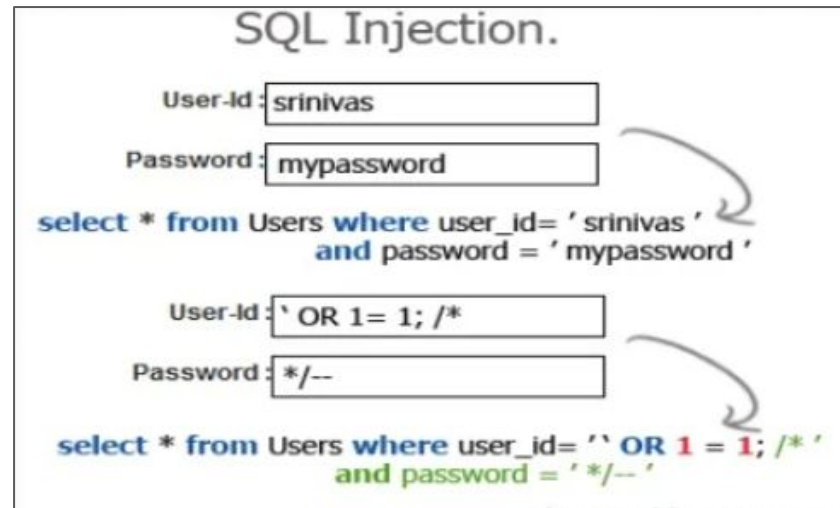 SQL Injection.
User-Id : srinivas
Password : mypassword
select * from Users where user_id= ' srinivas '
and password = ' mypassword '
User-Id : ` OR 1= 1; /*
Password : */--
select * from Users where user_id= '` OR 1 = 1; /* '
and password = ' */-- '